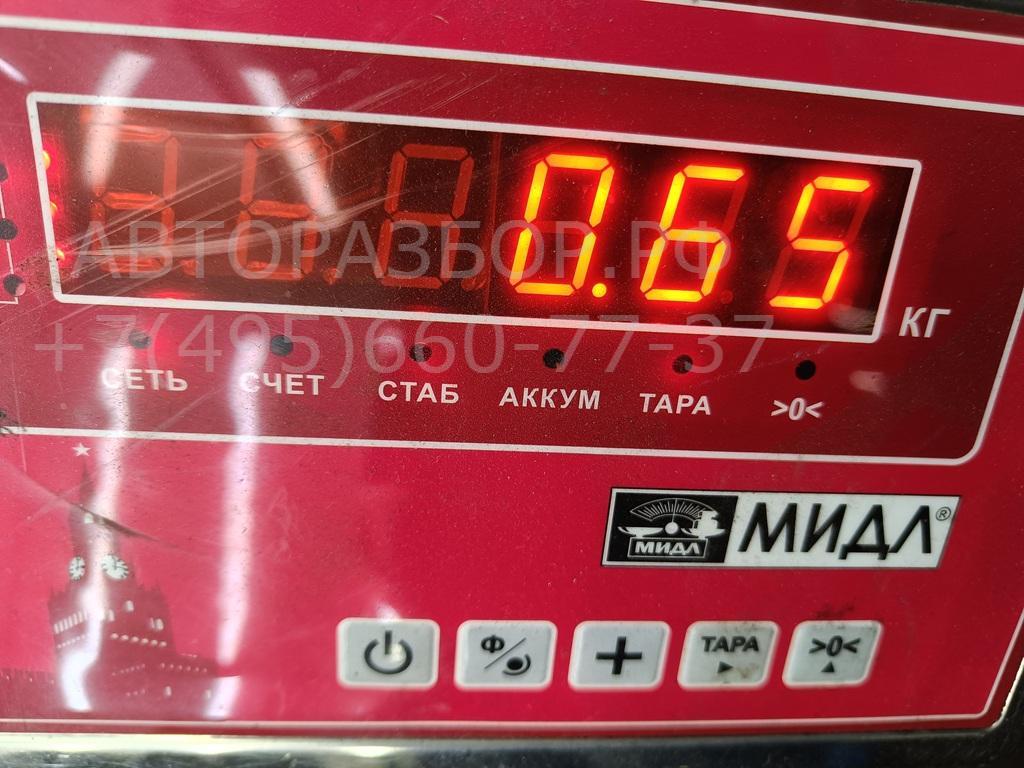 0.65
КГ
АВТОРАЗБОР.РФ
+7(495)660-77-37
СЕТЬ СЧЕТ СТАБ АККУМ ТАРА >0<
МИДЛ МИДЛ®
Ф ТАРА >0<